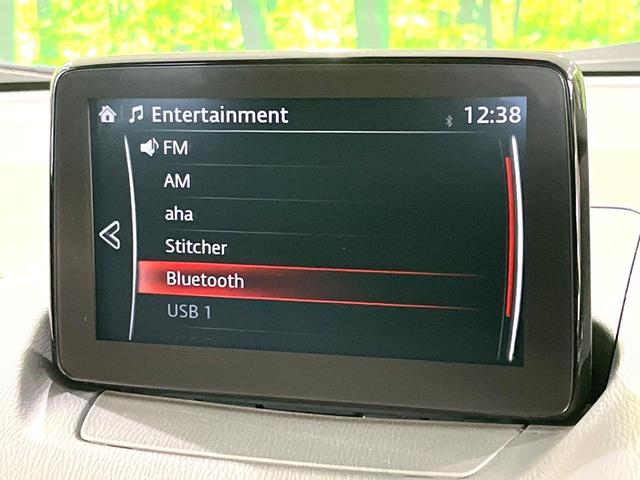 Entertainment 12:38
FM
AM
aha
Stitcher
Bluetooth
USB 1